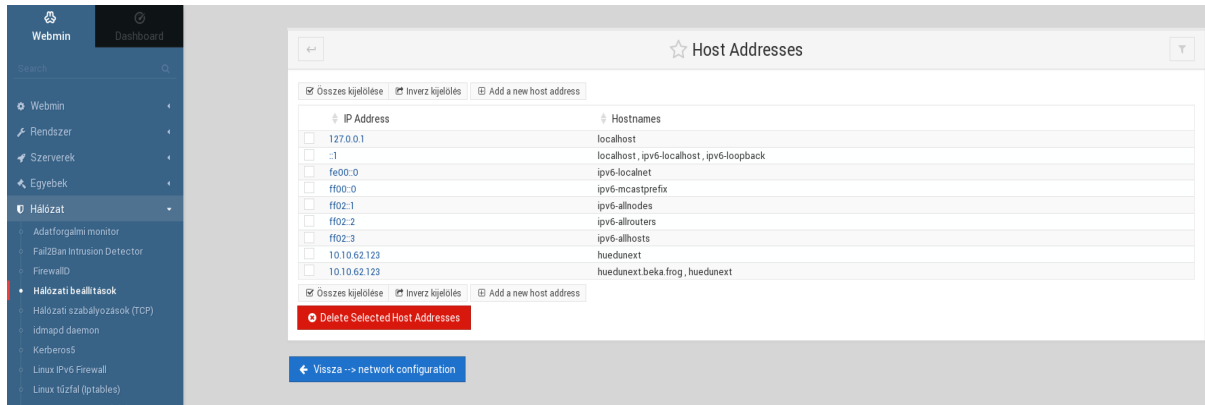 Webmin
Dashboard
Search
Webmin
Rendszer
Szerverek
Egyebek
Hálózat
Adatforgalmi monitor
Fail2Ban Intrusion Detector
FirewallD
Hálózati beállítások
Hálózati szabályozások (TCP)
idmapd daemon
Kerberos5
Linux IPv6 Firewall
Linux tűzfal (Iptables)
Host Addresses
Összes kijelölése Inverz kijelölés Add a new host address
IP Address Hostnames
127.0.0.1 localhost
::1 localhost , ipv6-localhost , ipv6-loopback
fe00::0 ipv6-localnet
ff00::0 ipv6-mcastprefix
ff02::1 ipv6-allnodes
ff02::2 ipv6-allrouters
ff02::3 ipv6-allhosts
10.10.62.123 huedunext
10.10.62.123 huedunext.beka.frog , huedunext
Összes kijelölése Inverz kijelölés Add a new host address
Delete Selected Host Addresses
Vissza --> network configuration